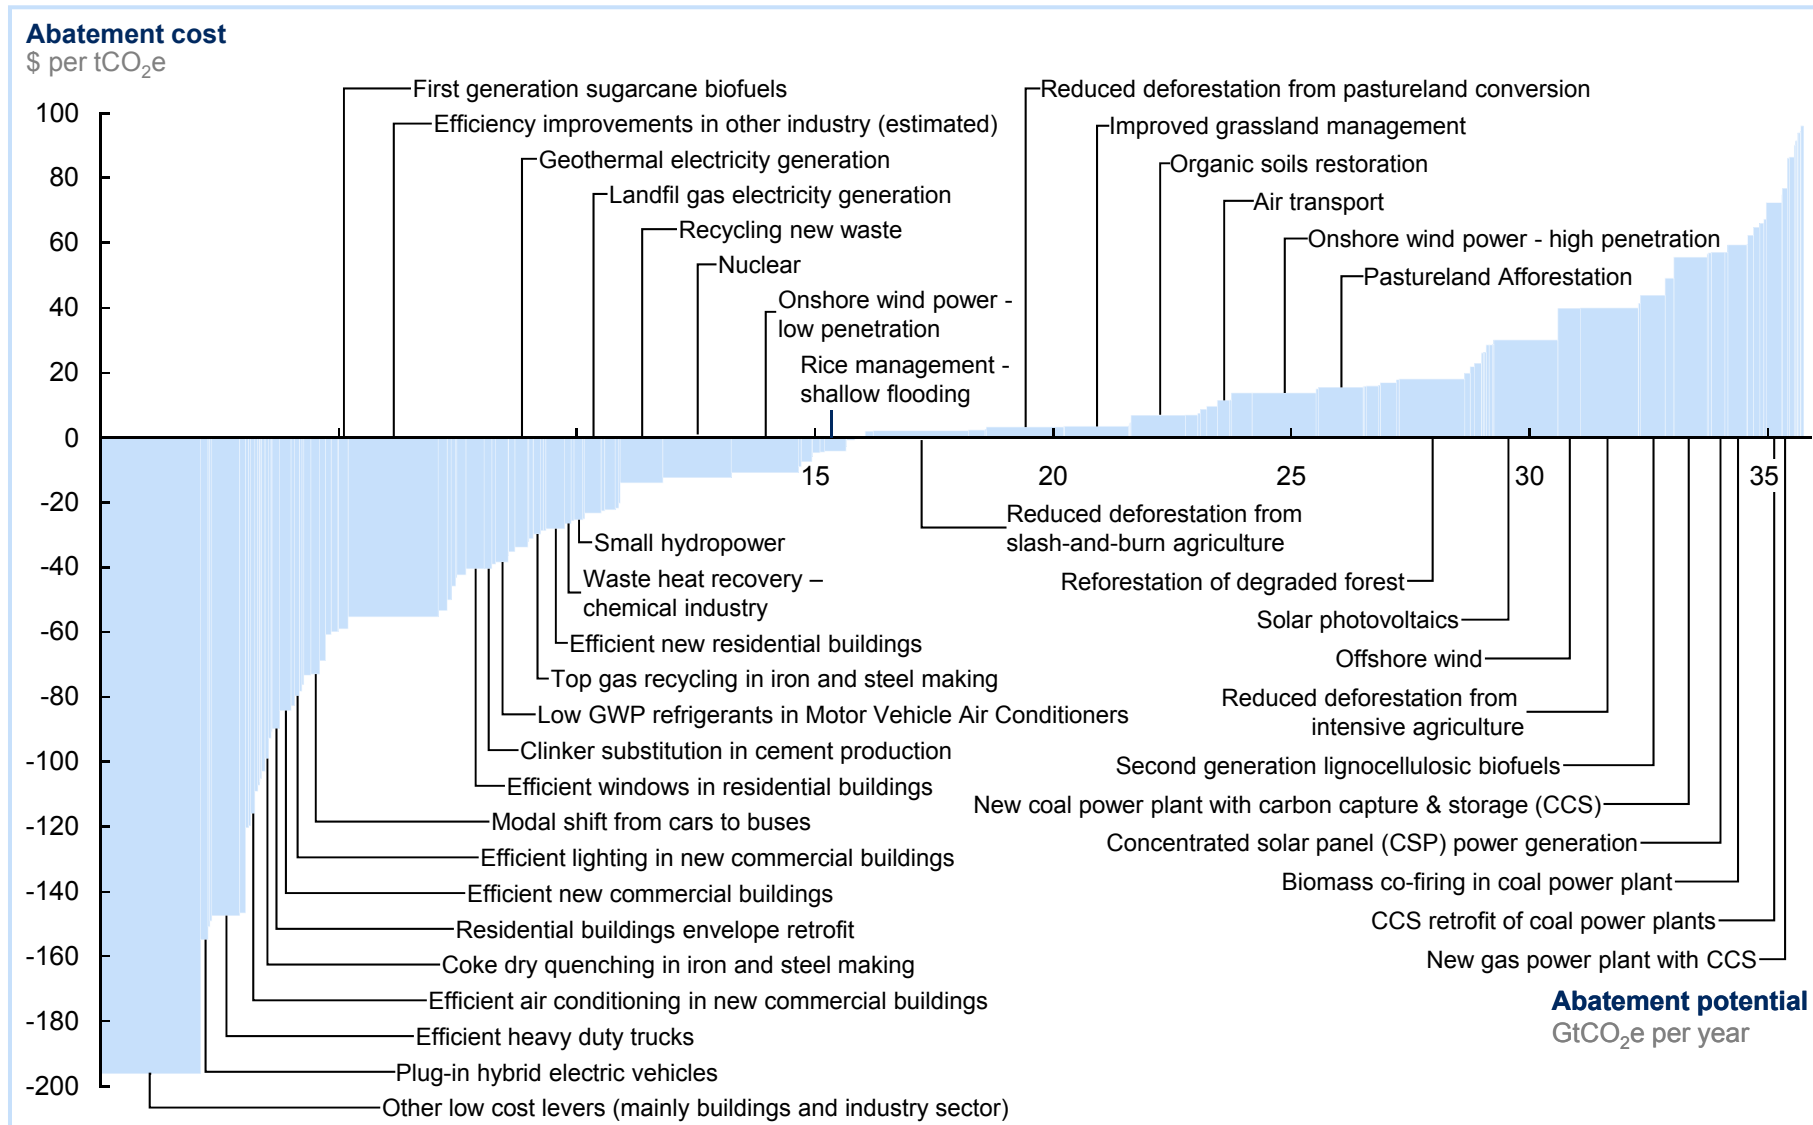 Abatement cost
$ per tCO2e
100
80
60
40
20
0
-20
-40
-60
-80
-100
-120
-140
-160
-180
-200
First generation sugarcane biofuels
Efficiency improvements in other industry (estimated)
Geothermal electricity generation
Landfil gas electricity generation
Recycling new waste
Nuclear
Onshore wind power -
low penetration
Rice management -
shallow flooding
Reduced deforestation from pastureland conversion
Improved grassland management
Organic soils restoration
Air transport
Onshore wind power - high penetration
Pastureland Afforestation
15
20
25
30
35
Small hydropower
Waste heat recovery –
chemical industry
Efficient new residential buildings
Top gas recycling in iron and steel making
Low GWP refrigerants in Motor Vehicle Air Conditioners
Clinker substitution in cement production
Efficient windows in residential buildings
Modal shift from cars to buses
Efficient lighting in new commercial buildings
Efficient new commercial buildings
Residential buildings envelope retrofit
Coke dry quenching in iron and steel making
Efficient air conditioning in new commercial buildings
Efficient heavy duty trucks
Plug-in hybrid electric vehicles
Other low cost levers (mainly buildings and industry sector)
Reduced deforestation from
slash-and-burn agriculture
Reforestation of degraded forest
Solar photovoltaics
Offshore wind
Reduced deforestation from
intensive agriculture
Second generation lignocellulosic biofuels
New coal power plant with carbon capture & storage (CCS)
Concentrated solar panel (CSP) power generation
Biomass co-firing in coal power plant
CCS retrofit of coal power plants
New gas power plant with CCS
Abatement potential
GtCO2e per year